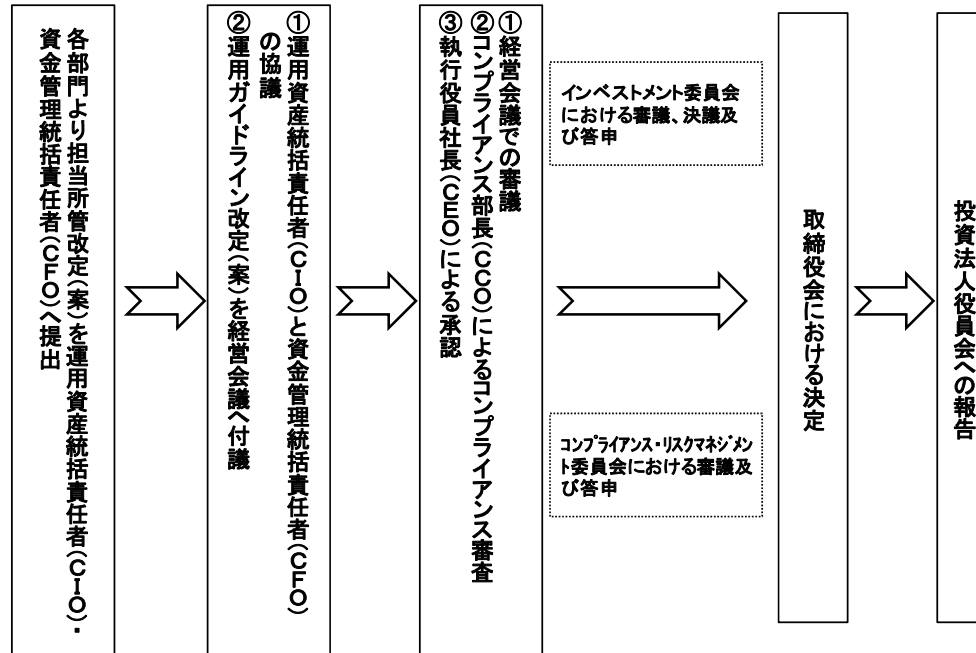 各部門より担当所管改定(案)を運用資産統括責任者(CIO)・
資金管理統括責任者(CFO)へ提出
①運用資産統括責任者(CIO)と資金管理統括責任者(CFO)
の協議
②運用ガイドライン改定(案)を経営会議へ付議
①経営会議での審議
②コンプライアンス部長(CCO)によるコンプライアンス審査
③執行役員社長(CEO)による承認
インベストメント委員会
における審議、決議及
び答申
コンプライアンス・リスクマネジメン
ト委員会における審議及
び答申
取締役会における決定
投資法人役員会への報告